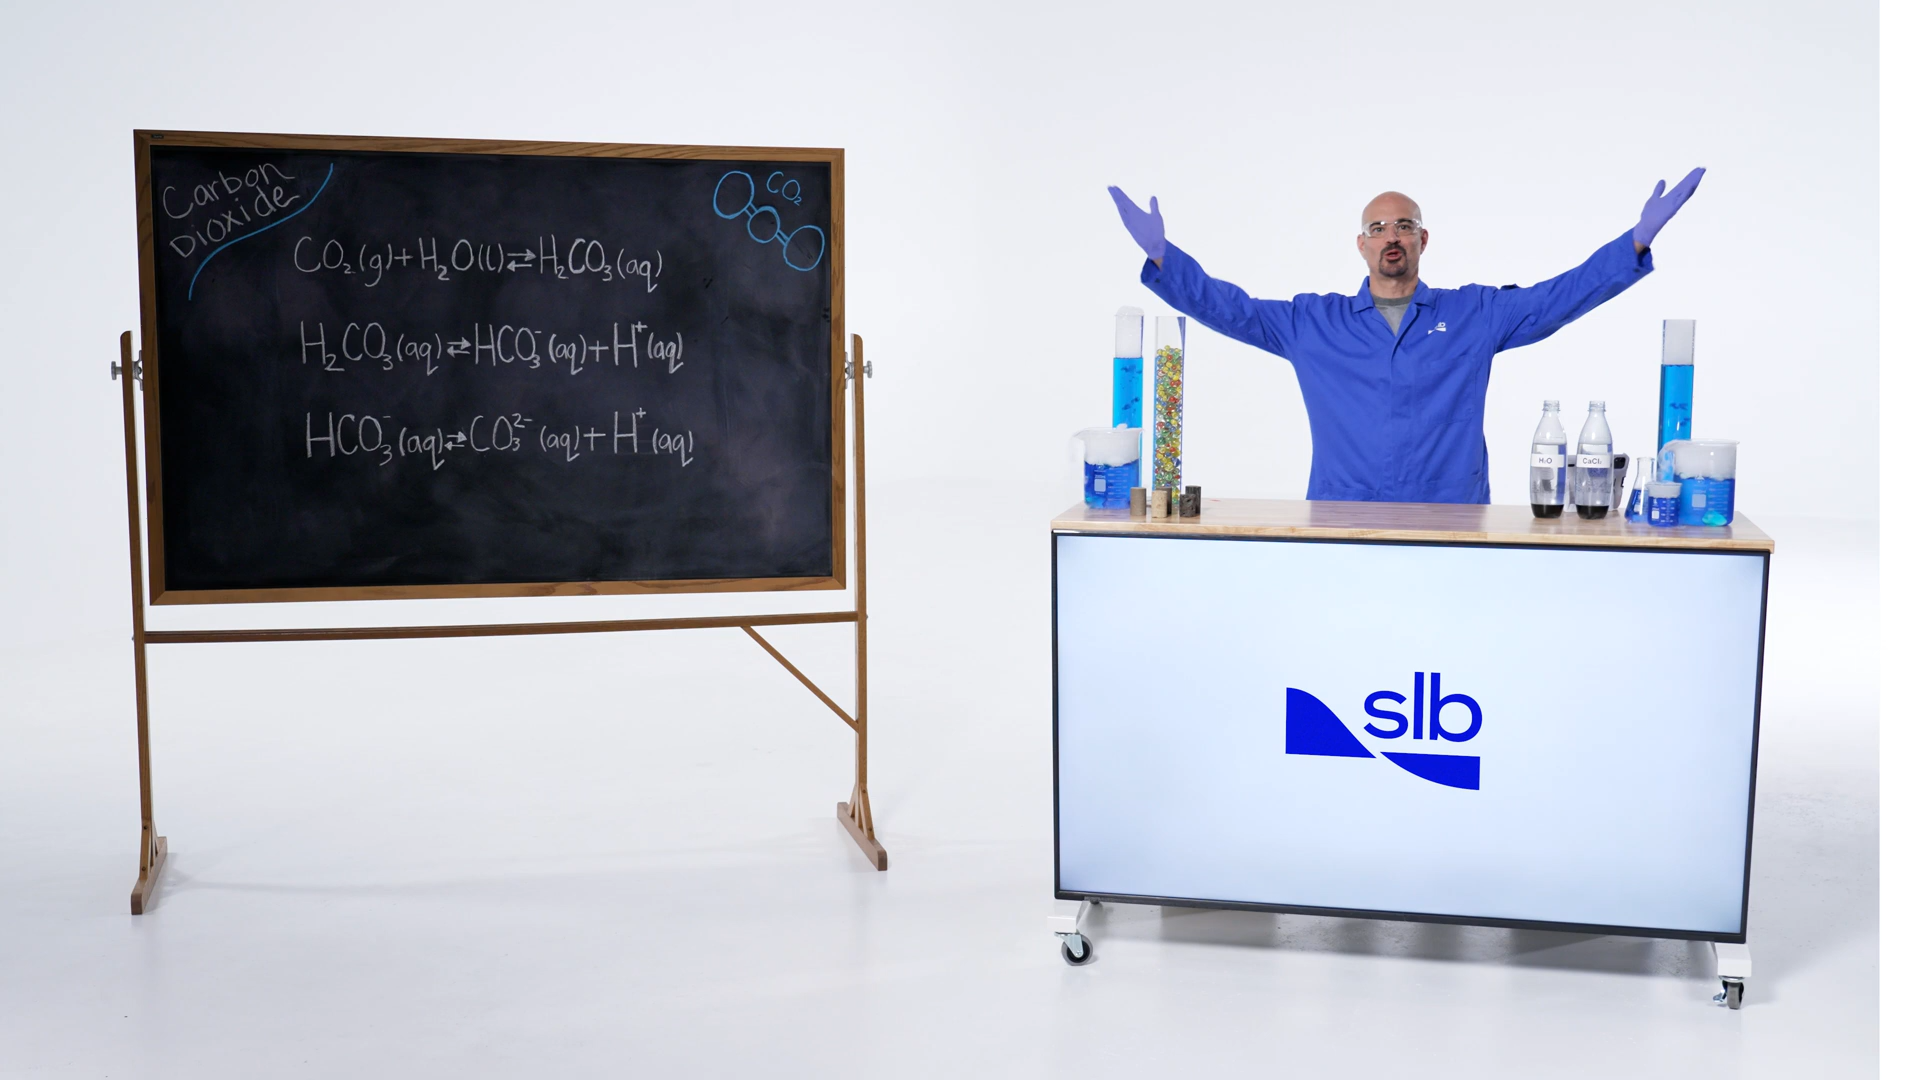 Carbon
Dioxide
CO₂
CO₂(g)+H₂O(l)⇄H₂CO₃(aq)
H₂CO₃(aq)⇄HCO₃⁻(aq)+H⁺(aq)
HCO₃⁻(aq)⇄CO₃²⁻(aq)+H⁺(aq)
H₂O
CaCl₂
slb